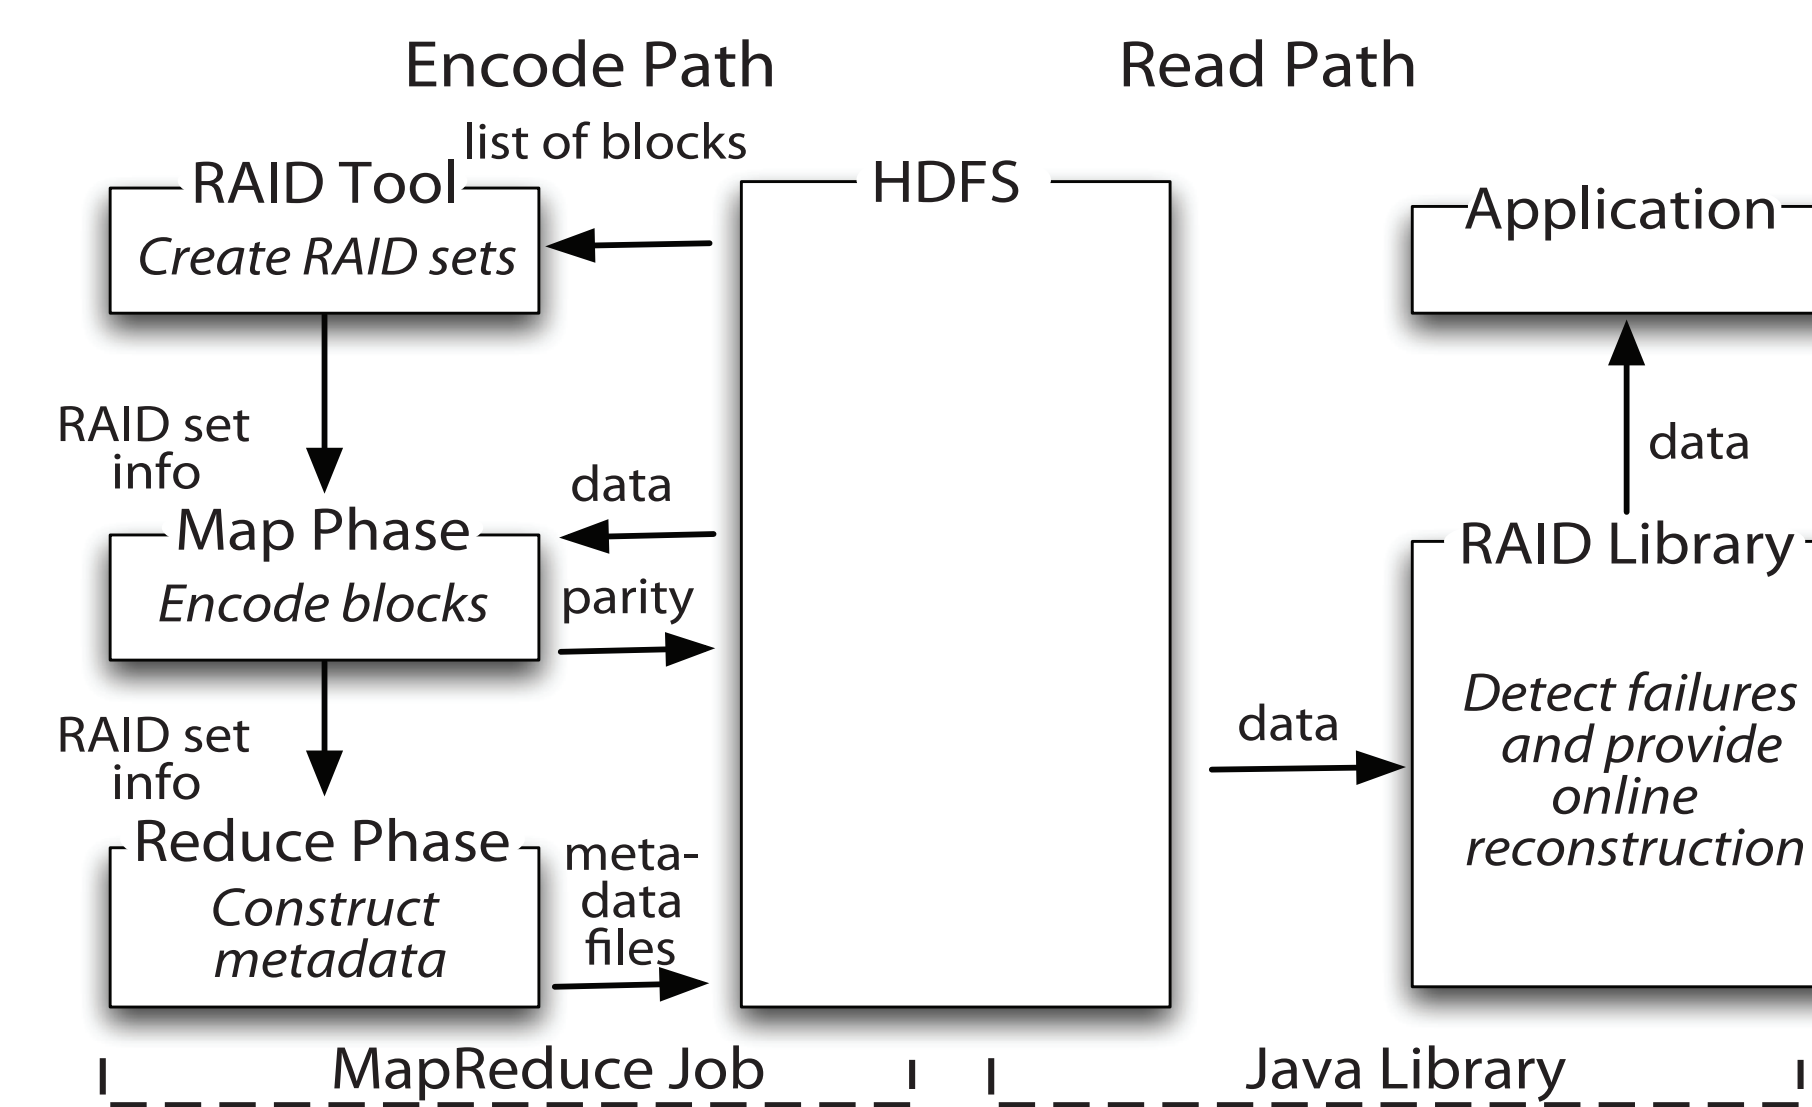 Encode Path
Read Path
list of blocks
RAID Tool
HDFS
Application
Create RAID sets
RAID set
info
data
data
Map Phase
RAID Library
Encode blocks
parity
RAID set
info
data
Detect failures
and provide
online
reconstruction
Reduce Phase
meta-
data
files
Construct
metadata
MapReduce Job
Java Library